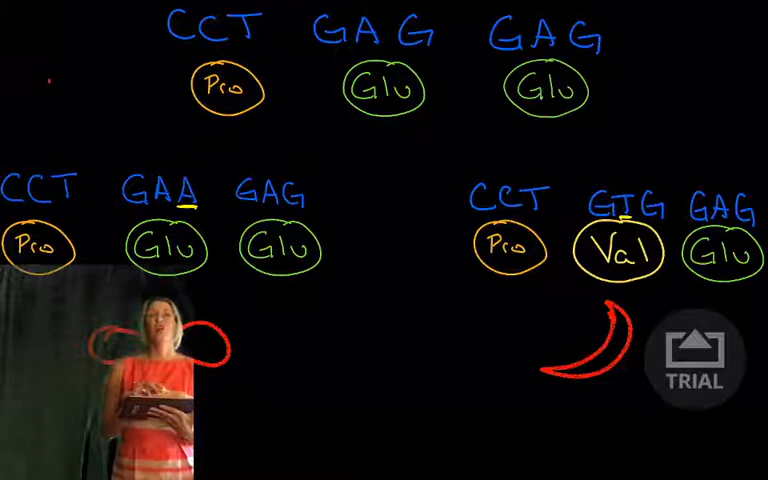 CCT GAG GAG
Pro Glu Glu
CCT GAA GAG
Pro Glu Glu
CCT GTG GAG
Pro Val Glu
TRIAL